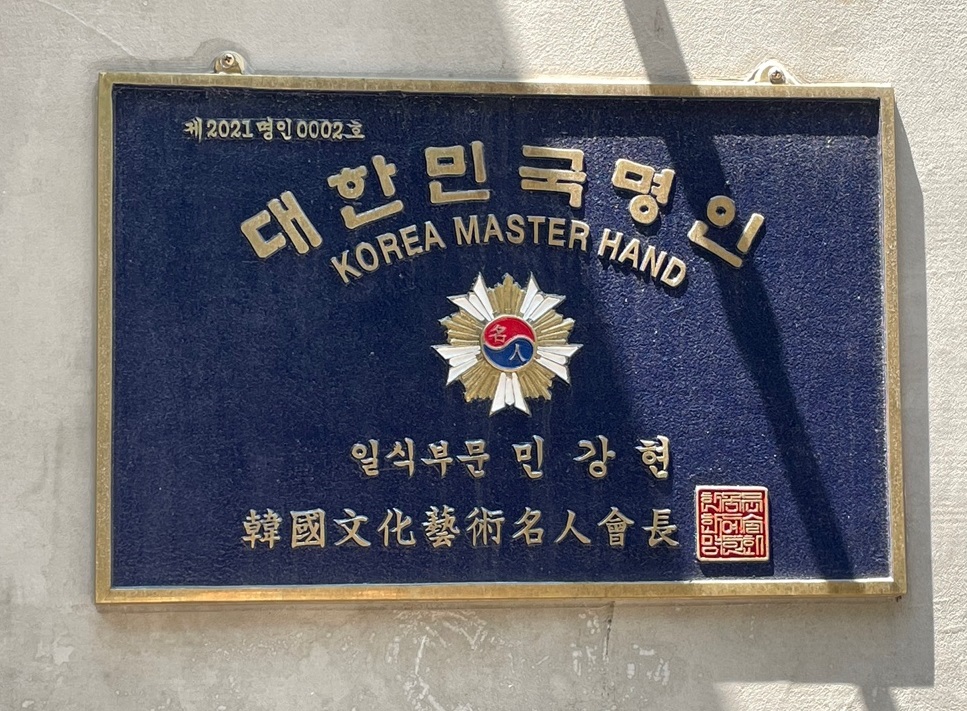 제2021명인0002호
대한민국명인
KOREA MASTER HAND
名
人
일식부문 민강현
韓國文化藝術名人會長